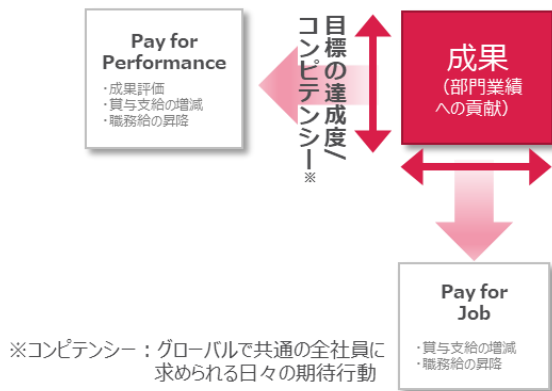 Pay for
Performance
・成果評価
・賞与支給の増減
・職務給の昇降
目標の達成度/
コンピテンシー※
成果
（部門業績
への貢献）
Pay for
Job
・賞与支給の増減
・職務給の昇降
※コンピテンシー：グローバルで共通の全社員に
求められる日々の期待行動